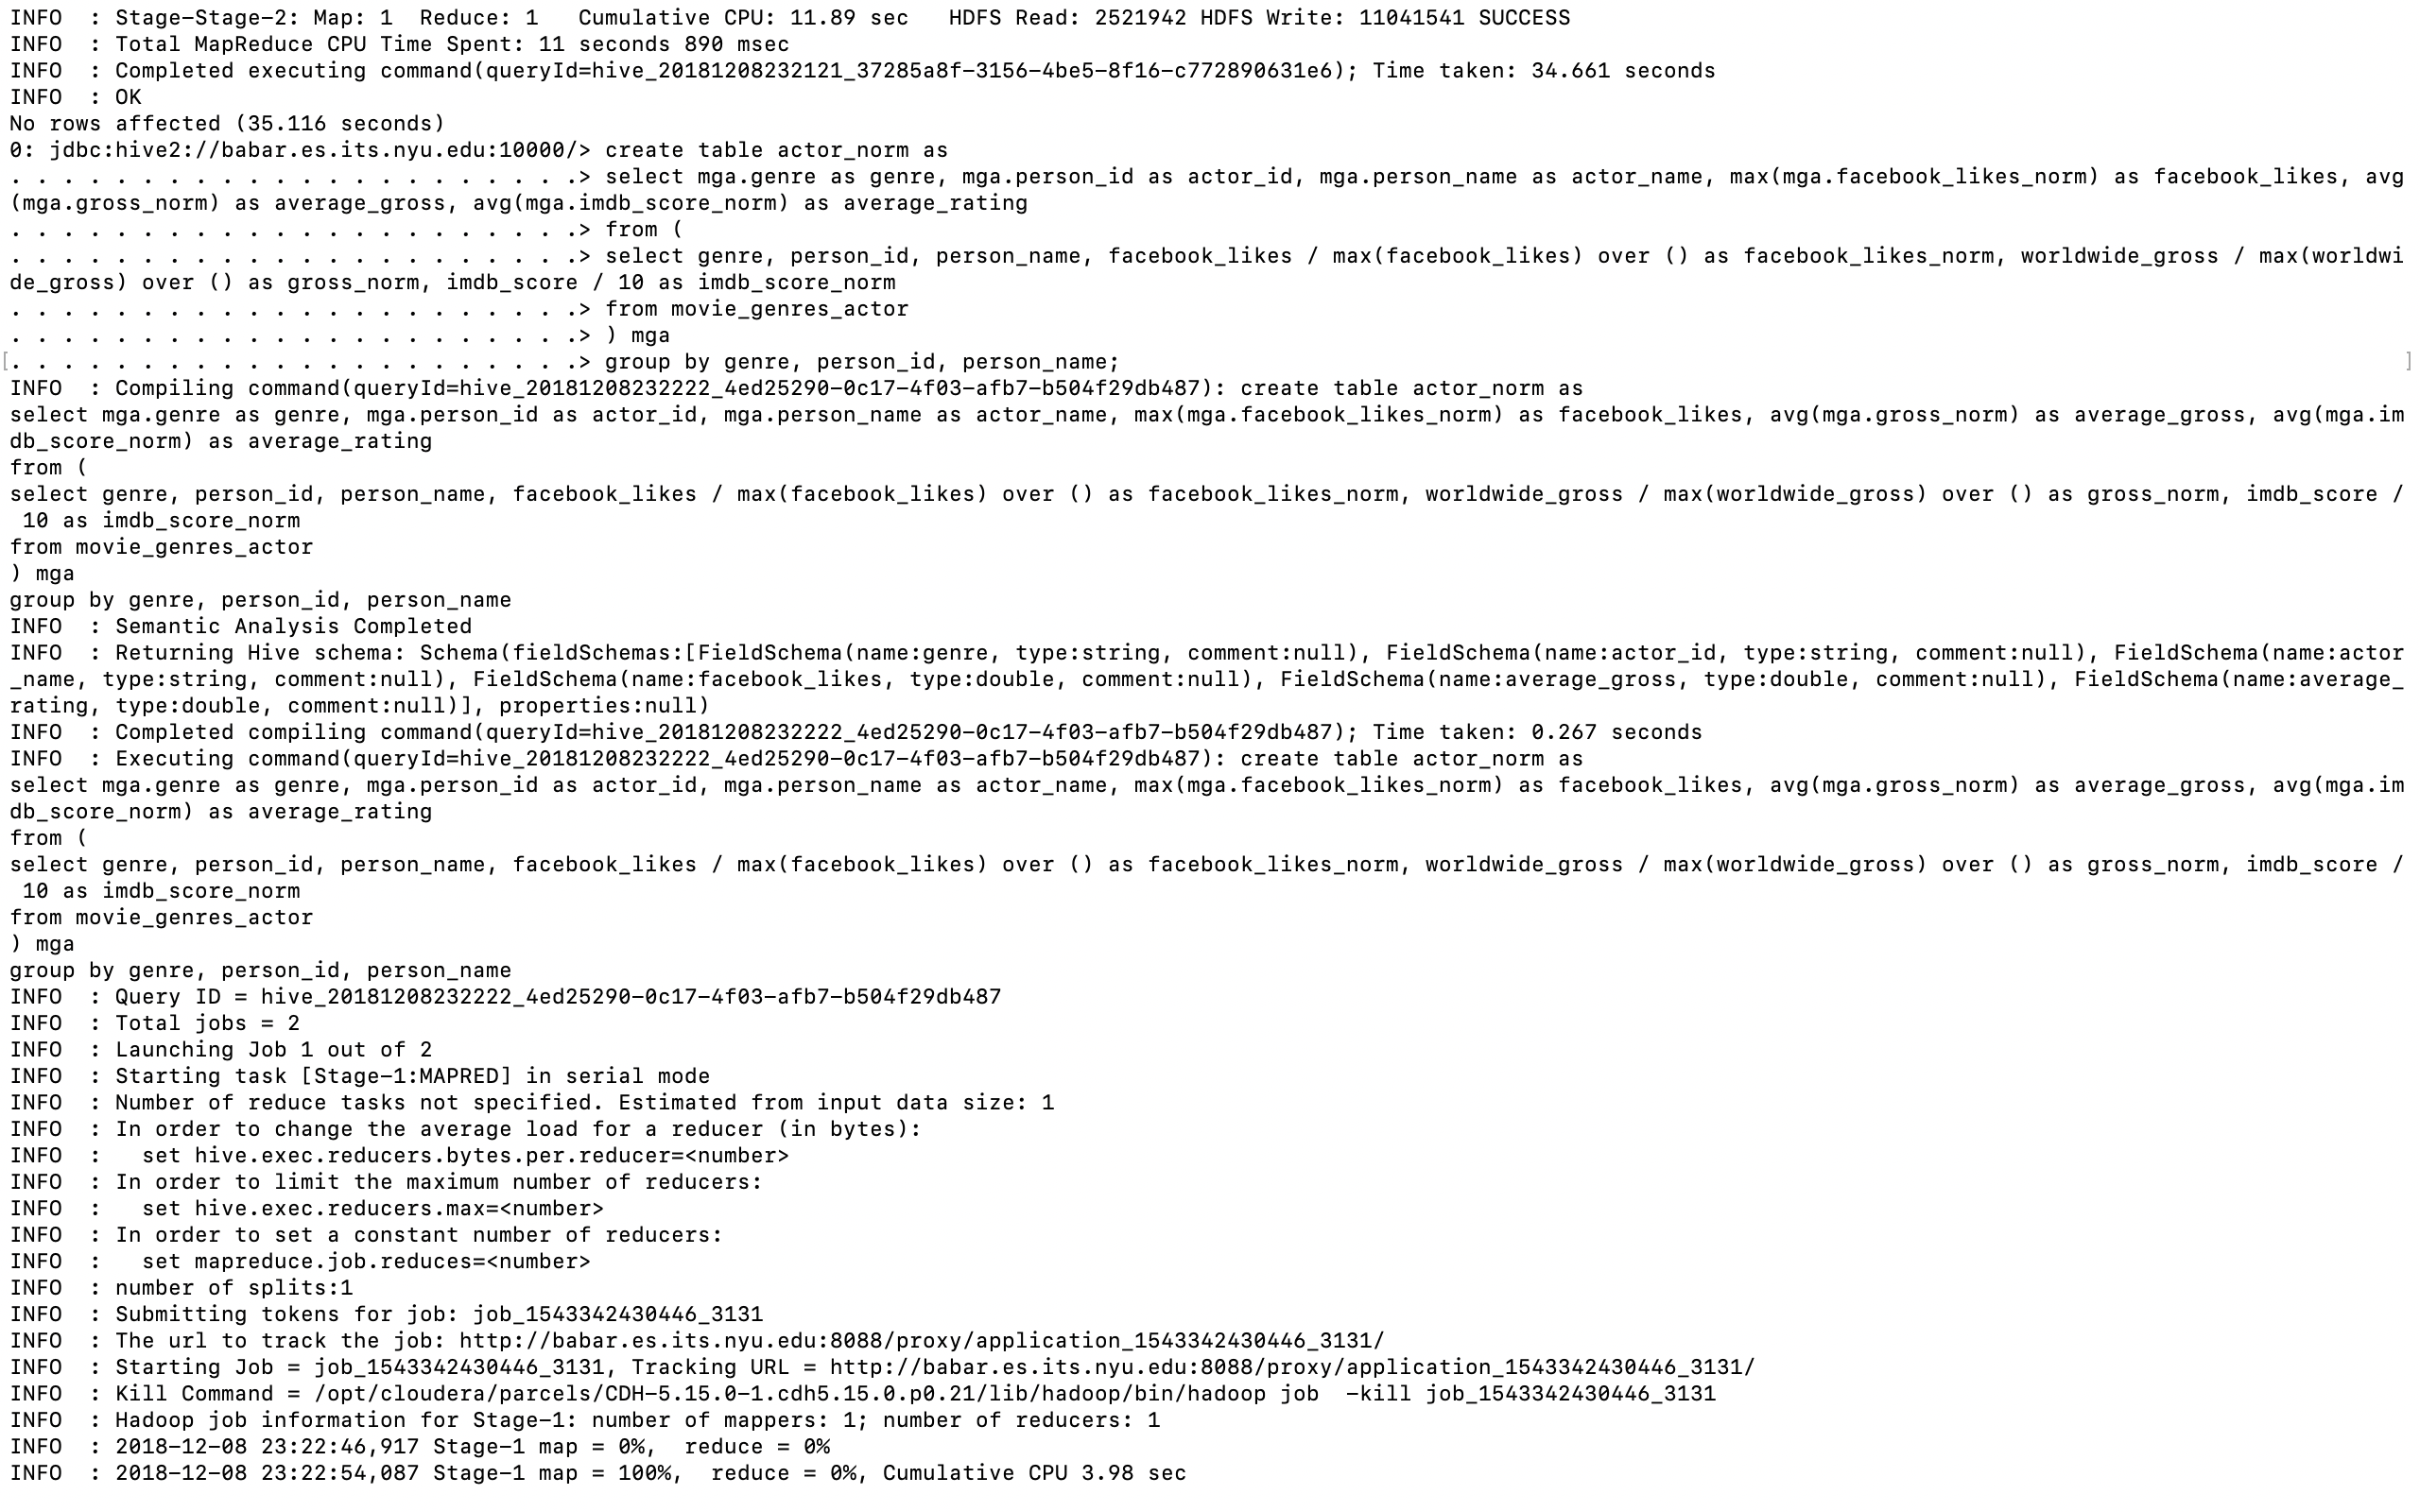 INFO  : Stage-Stage-2: Map: 1  Reduce: 1   Cumulative CPU: 11.89 sec   HDFS Read: 2521942 HDFS Write: 11041541 SUCCESS
INFO  : Total MapReduce CPU Time Spent: 11 seconds 890 msec
INFO  : Completed executing command(queryId=hive_20181208232121_37285a8f-3156-4be5-8f16-c772890631e6); Time taken: 34.661 seconds
INFO  : OK
No rows affected (35.116 seconds)
0: jdbc:hive2://babar.es.its.nyu.edu:10000/> create table actor_norm as
. . . . . . . . . . . . . . . . . . . . . .> select mga.genre as genre, mga.person_id as actor_id, mga.person_name as actor_name, max(mga.facebook_likes_norm) as facebook_likes, avg
(mga.gross_norm) as average_gross, avg(mga.imdb_score_norm) as average_rating
. . . . . . . . . . . . . . . . . . . . . .> from (
. . . . . . . . . . . . . . . . . . . . . .> select genre, person_id, person_name, facebook_likes / max(facebook_likes) over () as facebook_likes_norm, worldwide_gross / max(worldwi
de_gross) over () as gross_norm, imdb_score / 10 as imdb_score_norm
. . . . . . . . . . . . . . . . . . . . . .> from movie_genres_actor
. . . . . . . . . . . . . . . . . . . . . .> ) mga
[. . . . . . . . . . . . . . . . . . . . . .> group by genre, person_id, person_name; ]
INFO  : Compiling command(queryId=hive_20181208232222_4ed25290-0c17-4f03-afb7-b504f29db487): create table actor_norm as
select mga.genre as genre, mga.person_id as actor_id, mga.person_name as actor_name, max(mga.facebook_likes_norm) as facebook_likes, avg(mga.gross_norm) as average_gross, avg(mga.im
db_score_norm) as average_rating
from (
select genre, person_id, person_name, facebook_likes / max(facebook_likes) over () as facebook_likes_norm, worldwide_gross / max(worldwide_gross) over () as gross_norm, imdb_score /
 10 as imdb_score_norm
from movie_genres_actor
) mga
group by genre, person_id, person_name
INFO  : Semantic Analysis Completed
INFO  : Returning Hive schema: Schema(fieldSchemas:[FieldSchema(name:genre, type:string, comment:null), FieldSchema(name:actor_id, type:string, comment:null), FieldSchema(name:actor
_name, type:string, comment:null), FieldSchema(name:facebook_likes, type:double, comment:null), FieldSchema(name:average_gross, type:double, comment:null), FieldSchema(name:average_
rating, type:double, comment:null)], properties:null)
INFO  : Completed compiling command(queryId=hive_20181208232222_4ed25290-0c17-4f03-afb7-b504f29db487); Time taken: 0.267 seconds
INFO  : Executing command(queryId=hive_20181208232222_4ed25290-0c17-4f03-afb7-b504f29db487): create table actor_norm as
select mga.genre as genre, mga.person_id as actor_id, mga.person_name as actor_name, max(mga.facebook_likes_norm) as facebook_likes, avg(mga.gross_norm) as average_gross, avg(mga.im
db_score_norm) as average_rating
from (
select genre, person_id, person_name, facebook_likes / max(facebook_likes) over () as facebook_likes_norm, worldwide_gross / max(worldwide_gross) over () as gross_norm, imdb_score /
 10 as imdb_score_norm
from movie_genres_actor
) mga
group by genre, person_id, person_name
INFO  : Query ID = hive_20181208232222_4ed25290-0c17-4f03-afb7-b504f29db487
INFO  : Total jobs = 2
INFO  : Launching Job 1 out of 2
INFO  : Starting task [Stage-1:MAPRED] in serial mode
INFO  : Number of reduce tasks not specified. Estimated from input data size: 1
INFO  : In order to change the average load for a reducer (in bytes):
INFO  :   set hive.exec.reducers.bytes.per.reducer=<number>
INFO  : In order to limit the maximum number of reducers:
INFO  :   set hive.exec.reducers.max=<number>
INFO  : In order to set a constant number of reducers:
INFO  :   set mapreduce.job.reduces=<number>
INFO  : number of splits:1
INFO  : Submitting tokens for job: job_1543342430446_3131
INFO  : The url to track the job: http://babar.es.its.nyu.edu:8088/proxy/application_1543342430446_3131/
INFO  : Starting Job = job_1543342430446_3131, Tracking URL = http://babar.es.its.nyu.edu:8088/proxy/application_1543342430446_3131/
INFO  : Kill Command = /opt/cloudera/parcels/CDH-5.15.0-1.cdh5.15.0.p0.21/lib/hadoop/bin/hadoop job  -kill job_1543342430446_3131
INFO  : Hadoop job information for Stage-1: number of mappers: 1; number of reducers: 1
INFO  : 2018-12-08 23:22:46,917 Stage-1 map = 0%,  reduce = 0%
INFO  : 2018-12-08 23:22:54,087 Stage-1 map = 100%,  reduce = 0%, Cumulative CPU 3.98 sec